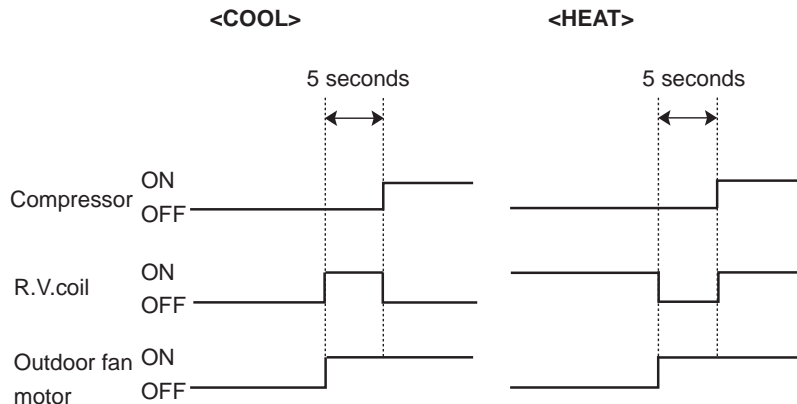 <COOL> <HEAT>
5 seconds 5 seconds
ON
Compressor
OFF
ON
R.V.coil
OFF
Outdoor fan ON
motor OFF